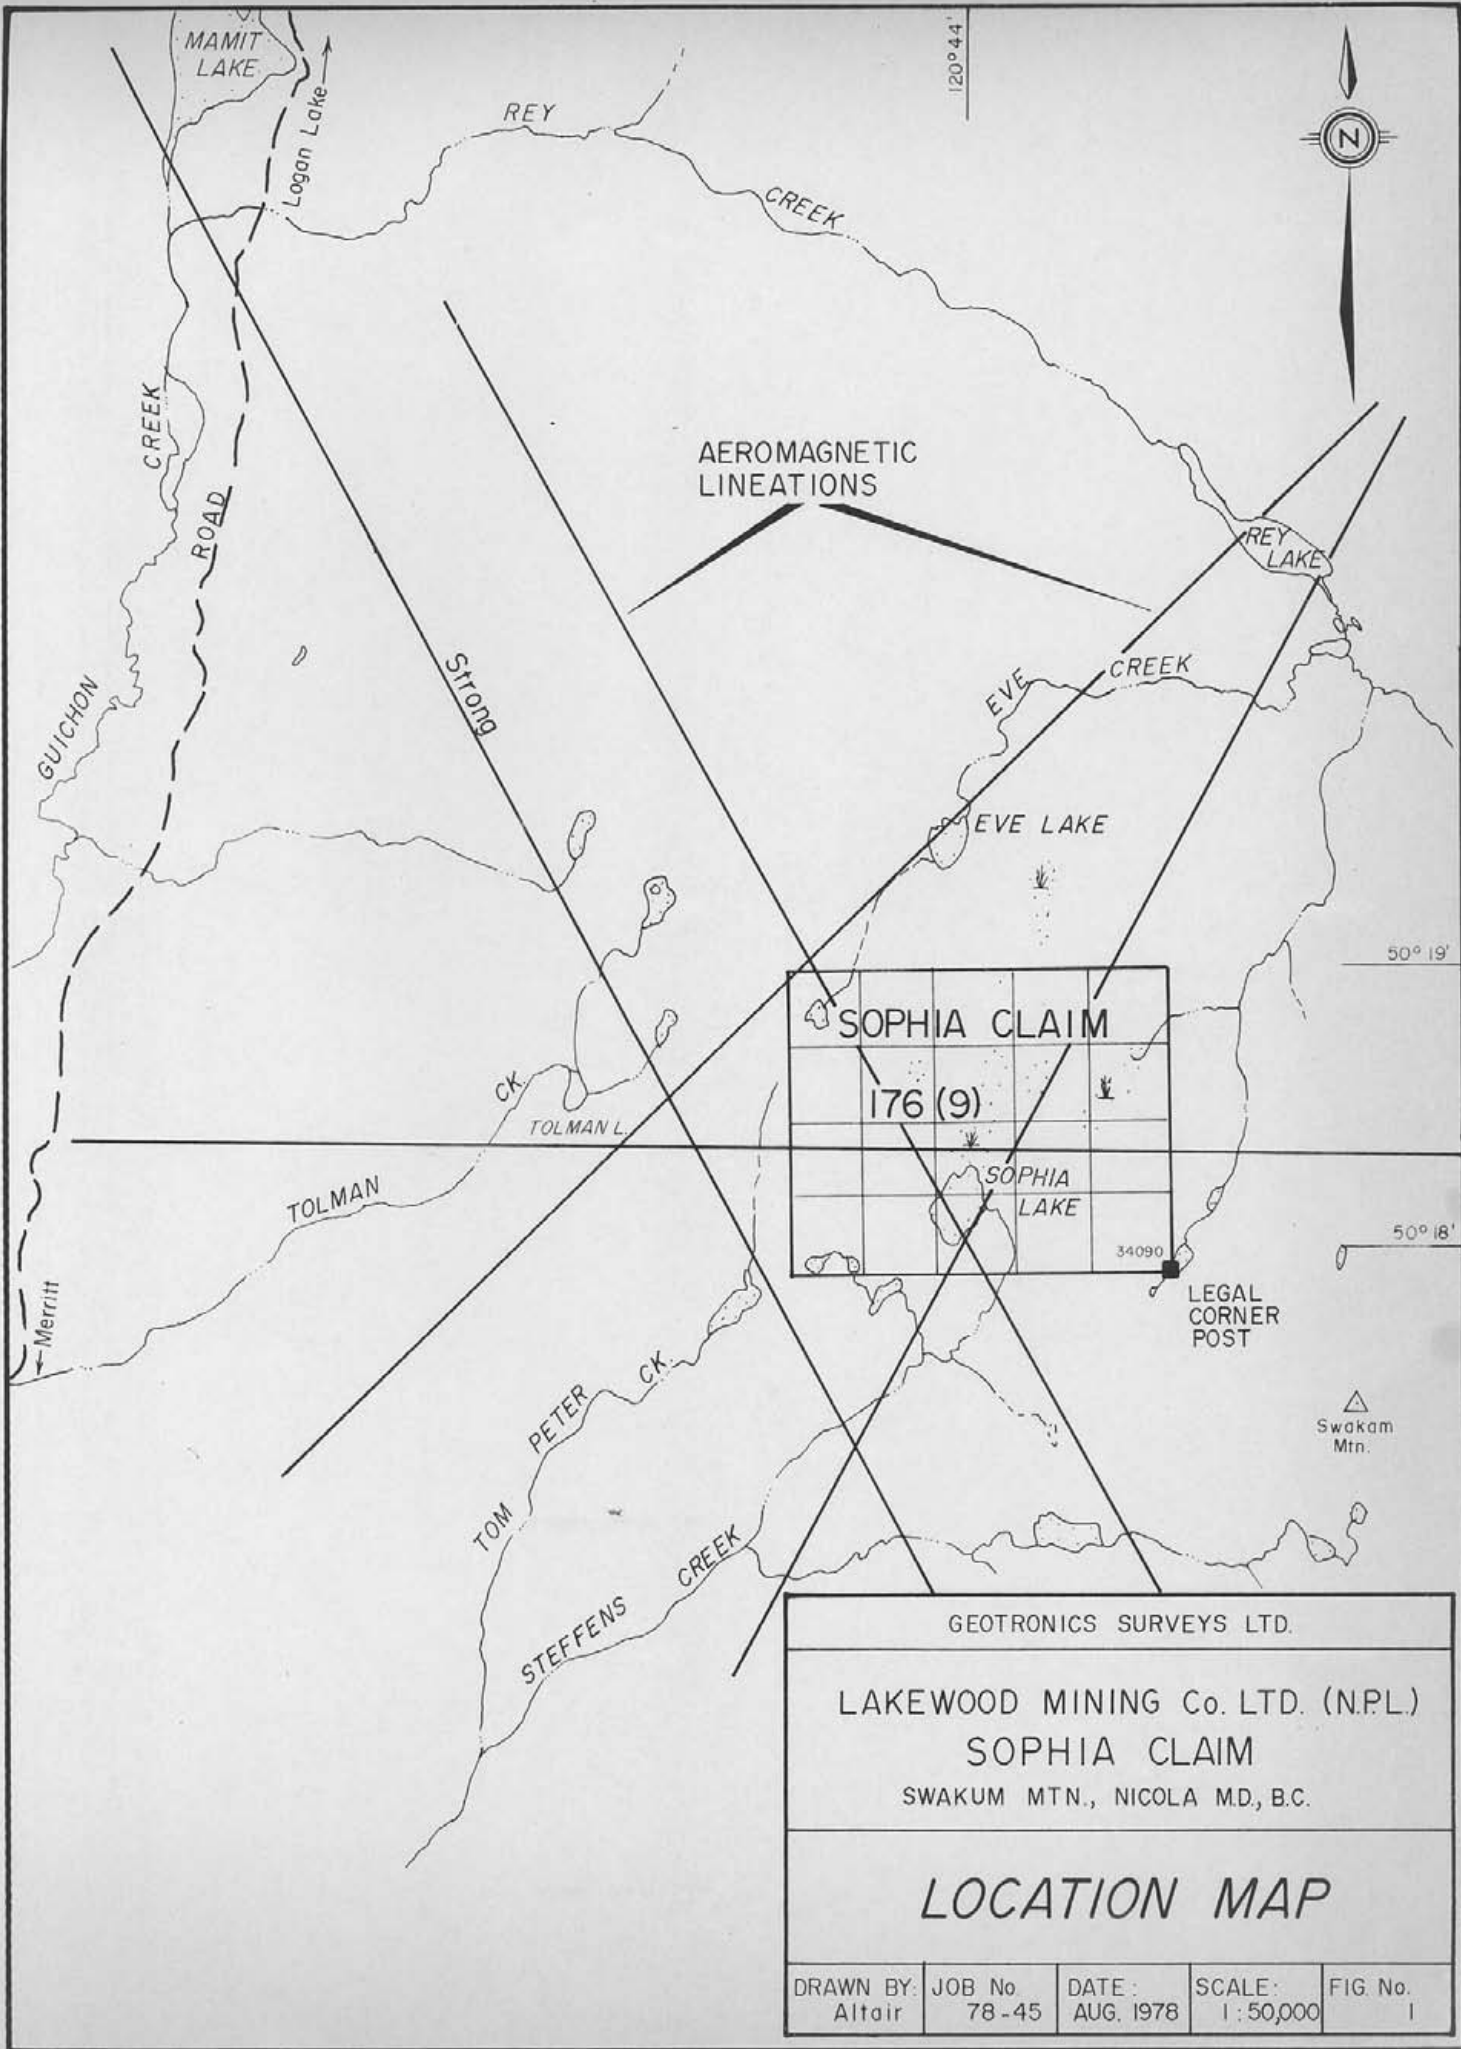 MAMIT
LAKE
Logan Lake
120°44'
N
REY
CREEK
CREEK
ROAD
GUICHON
AEROMAGNETIC
LINEATIONS
REY
LAKE
Strong
EVE
CREEK
EVE LAKE
50° 19'
SOPHIA CLAIM
176 (9)
CK.
TOLMAN L.
TOLMAN
SOPHIA
LAKE
34090
50° 18'
LEGAL
CORNER
POST
Merritt
TOM PETER CK.
Swakam
Mtn.
STEFFENS CREEK
GEOTRONICS SURVEYS LTD.
LAKEWOOD MINING Co. LTD. (N.P.L.)
SOPHIA CLAIM
SWAKUM MTN., NICOLA M.D., B.C.
LOCATION MAP
DRAWN BY:
Altair
JOB No.
78-45
DATE:
AUG. 1978
SCALE:
1:50,000
FIG. No.
1